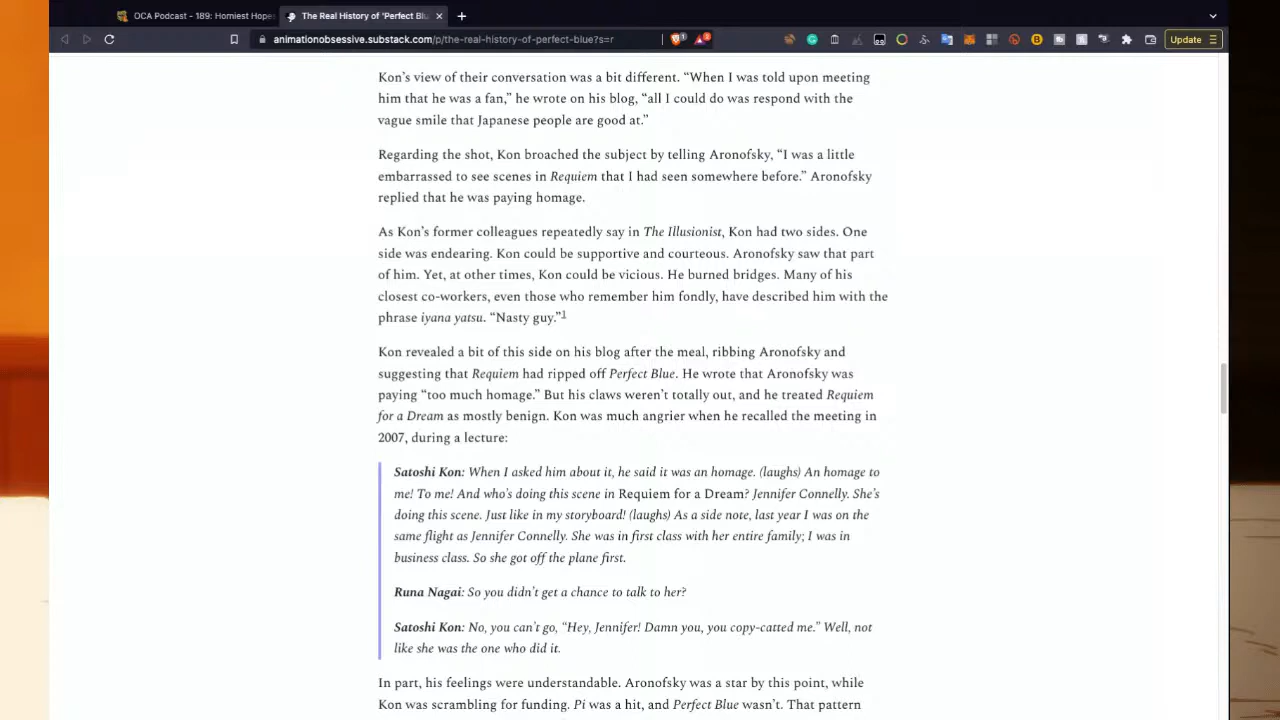 OCA Podcast - 189: Homiest Hope
The Real History of 'Perfect Blu
animationobsessive.substack.com/p/the-real-history-of-perfect-blue?s=r
Update
Kon’s view of their conversation was a bit different. “When I was told upon meeting
him that he was a fan,” he wrote on his blog, “all I could do was respond with the
vague smile that Japanese people are good at.”
Regarding the shot, Kon broached the subject by telling Aronofsky, “I was a little
embarrassed to see scenes in Requiem that I had seen somewhere before.” Aronofsky
replied that he was paying homage.
As Kon’s former colleagues repeatedly say in The Illusionist, Kon had two sides. One
side was endearing. Kon could be supportive and courteous. Aronofsky saw that part
of him. Yet, at other times, Kon could be vicious. He burned bridges. Many of his
closest co-workers, even those who remember him fondly, have described him with the
phrase iyana yatsu. “Nasty guy.”1
Kon revealed a bit of this side on his blog after the meal, ribbing Aronofsky and
suggesting that Requiem had ripped off Perfect Blue. He wrote that Aronofsky was
paying “too much homage.” But his claws weren’t totally out, and he treated Requiem
for a Dream as mostly benign. Kon was much angrier when he recalled the meeting in
2007, during a lecture:
Satoshi Kon: When I asked him about it, he said it was an homage. (laughs) An homage to
me! To me! And who’s doing this scene in Requiem for a Dream? Jennifer Connelly. She’s
doing this scene. Just like in my storyboard! (laughs) As a side note, last year I was on the
same flight as Jennifer Connelly. She was in first class with her entire family; I was in
business class. So she got off the plane first.
Runa Nagai: So you didn’t get a chance to talk to her?
Satoshi Kon: No, you can’t go, “Hey, Jennifer! Damn you, you copy-catted me.” Well, not
like she was the one who did it.
In part, his feelings were understandable. Aronofsky was a star by this point, while
Kon was scrambling for funding. Pi was a hit, and Perfect Blue wasn’t. That pattern